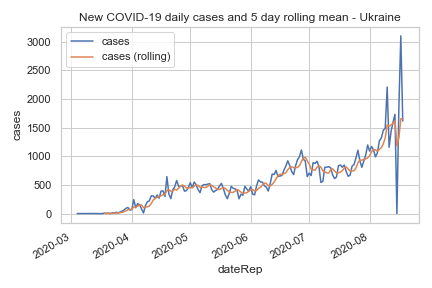 New COVID-19 daily cases and 5 day rolling mean - Ukraine
cases
cases (rolling)
3000
2500
2000
1500
1000
500
0
cases
2020-03
2020-04
2020-05
2020-06
2020-07
2020-08
dateRep